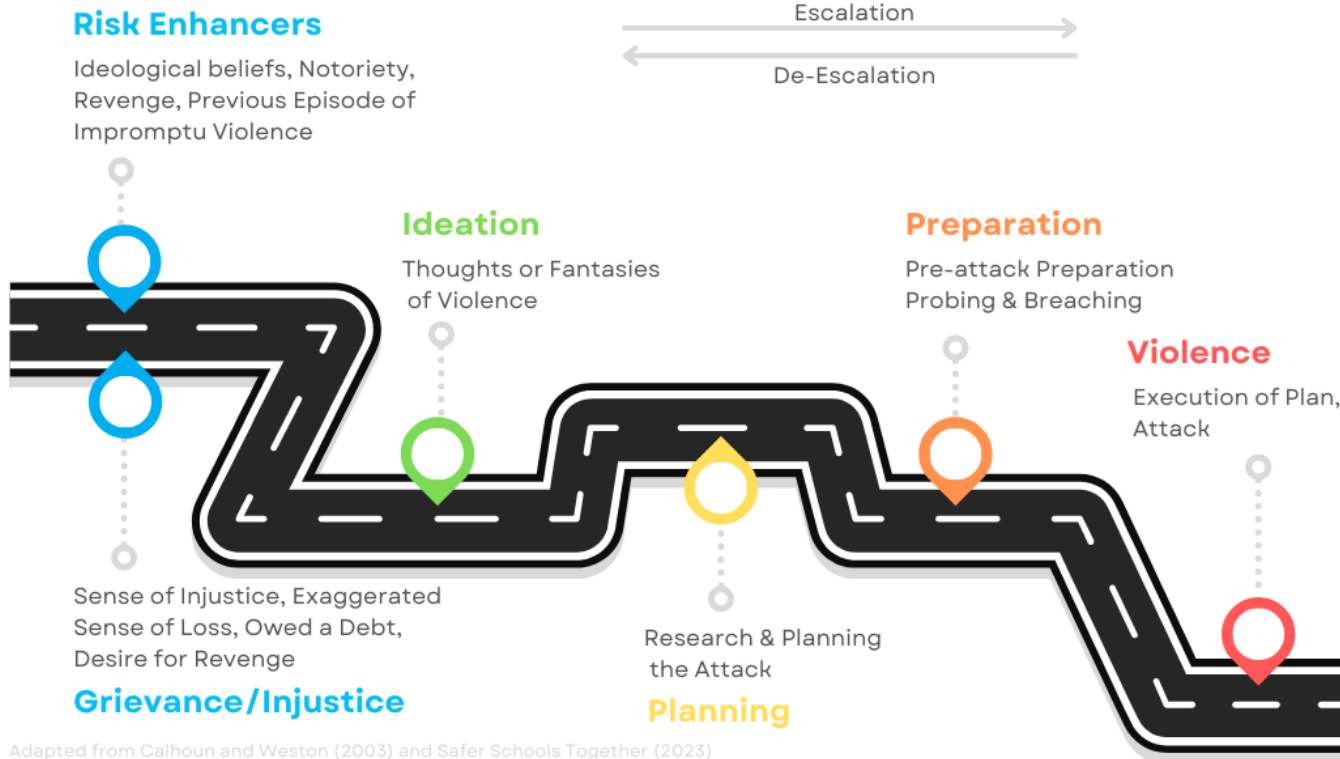 Risk Enhancers
Ideological beliefs, Notoriety,
Revenge, Previous Episode of
Impromptu Violence
Escalation
De-Escalation
Ideation
Thoughts or Fantasies
of Violence
Preparation
Pre-attack Preparation
Probing & Breaching
Violence
Execution of Plan,
Attack
Sense of Injustice, Exaggerated
Sense of Loss, Owed a Debt,
Desire for Revenge
Grievance/Injustice
Research & Planning
the Attack
Planning
Adapted from Calhoun and Weston (2003) and Safer Schools Together (2023)